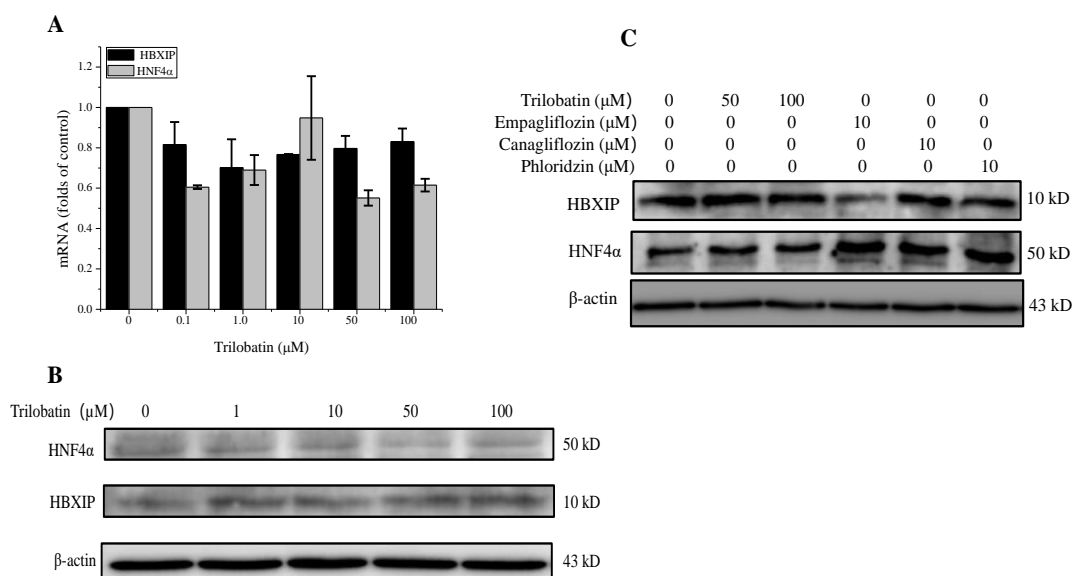 A
HBXIP
HNF4α
mRNA (folds of control)
1.4
1.2
1.0
0.8
0.6
0.4
0.2
0.0
0 0.1 1.0 10 50 100
Trilobatin (μM)
B
Trilobatin (μM) 0 1 10 50 100
HNF4α 50 kD
HBXIP 10 kD
β-actin 43 kD
C
Trilobatin (μM) 0 50 100 0 0 0
Empagliflozin (μM) 0 0 0 10 0 0
Canagliflozin (μM) 0 0 0 0 10 0
Phloridzin (μM) 0 0 0 0 0 10
HBXIP 10 kD
HNF4α 50 kD
β-actin 43 kD